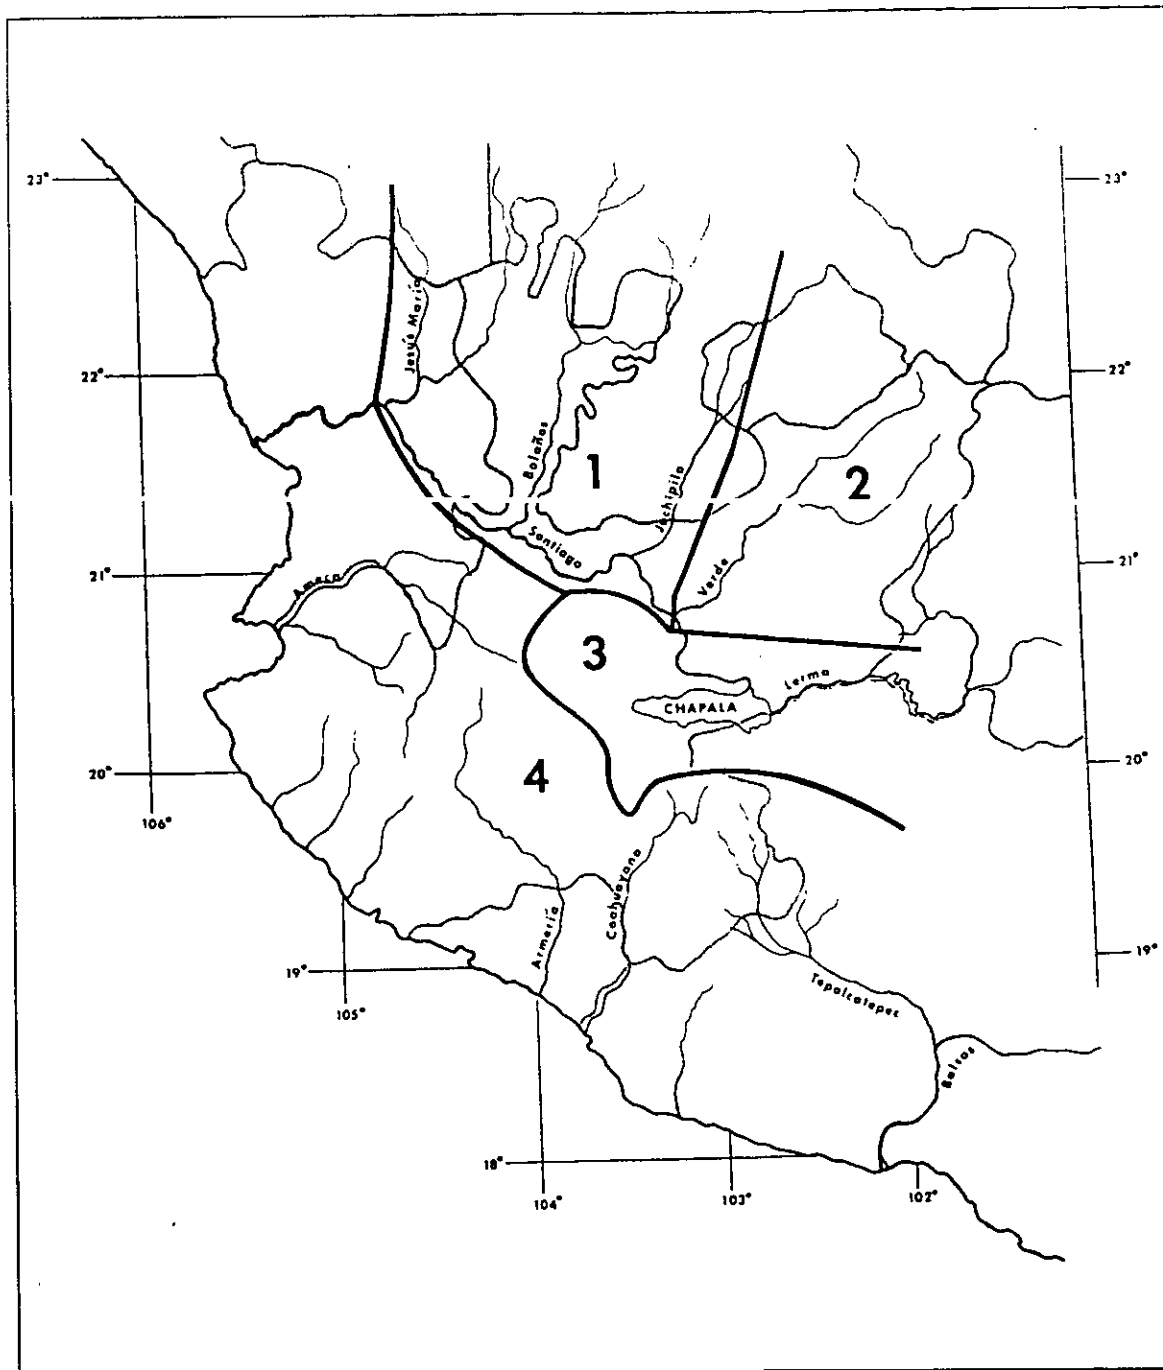 23°
23°
Jesús María
22°
22°
Bolaños
1
Juchipila
2
Santiago
21°
Ameca
Verde
21°
3
Lerma
CHAPALA
20°
4
20°
106°
Coahuayana
Armería
19°
19°
Tepalcatepec
105°
Balsas
18°
104°
103°
102°